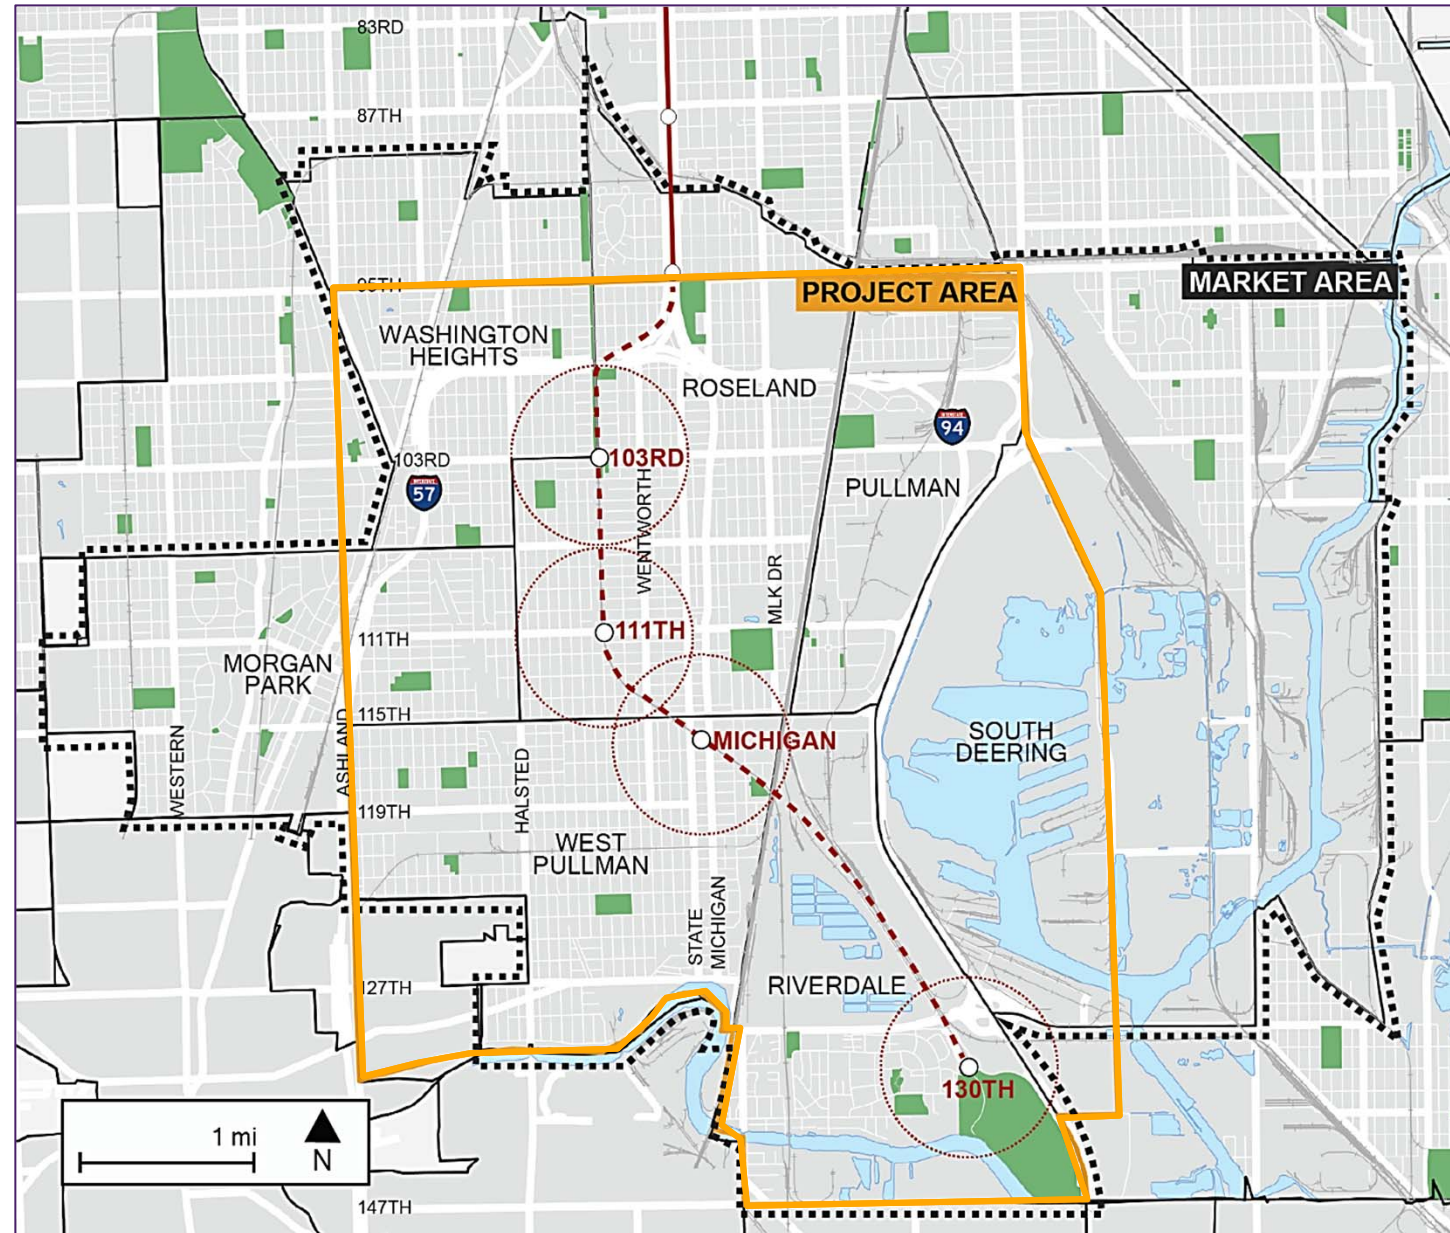 83RD
87TH
95TH
PROJECT AREA
MARKET AREA
WASHINGTON
HEIGHTS
ROSELAND
94
103RD
103RD
57
PULLMAN
WENTWORTH
MLK DR
111TH
111TH
MORGAN
PARK
115TH
MICHIGAN
SOUTH
DEERING
WESTERN
ASHLAND
HALSTED
119TH
WEST
PULLMAN
STATE
MICHIGAN
127TH
RIVERDALE
130TH
1 mi
N
147TH